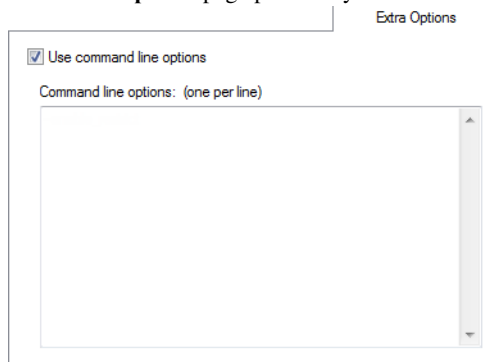 Extra Options
Use command line options
Command line options: (one per line)